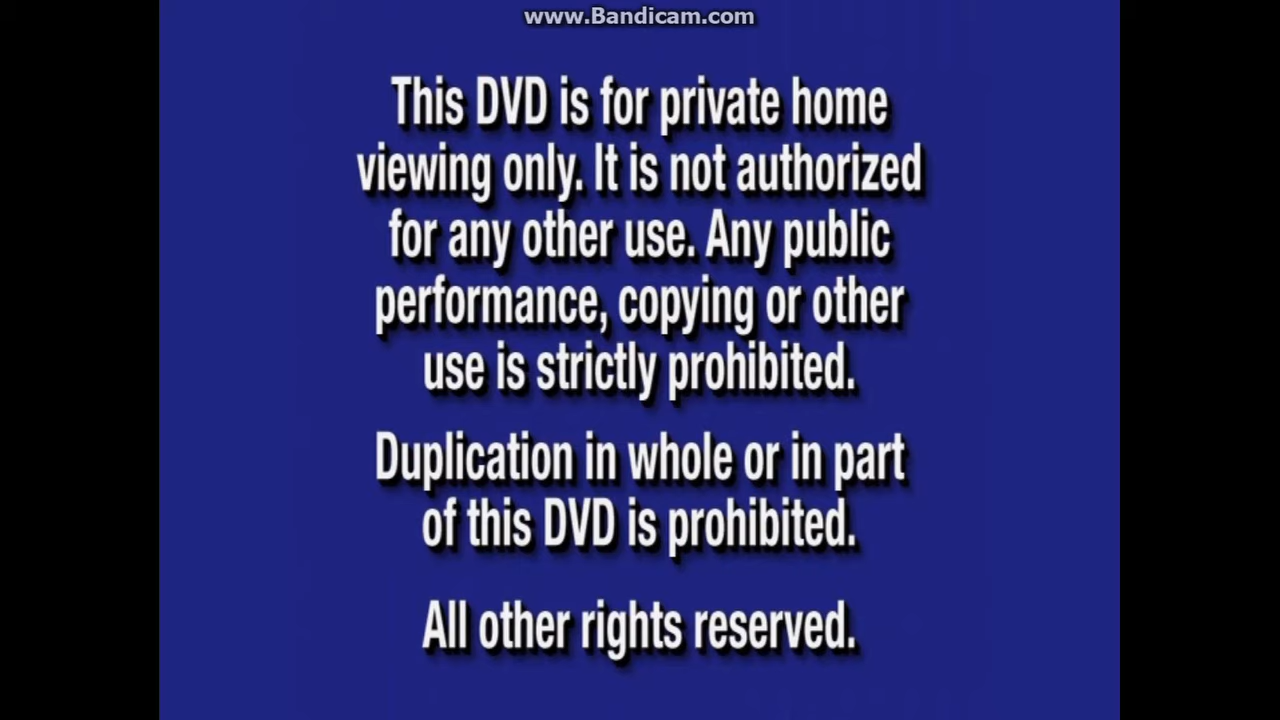 www.Bandicam.com
This DVD is for private home
viewing only. It is not authorized
for any other use. Any public
performance, copying or other
use is strictly prohibited.
Duplication in whole or in part
of this DVD is prohibited.
All other rights reserved.